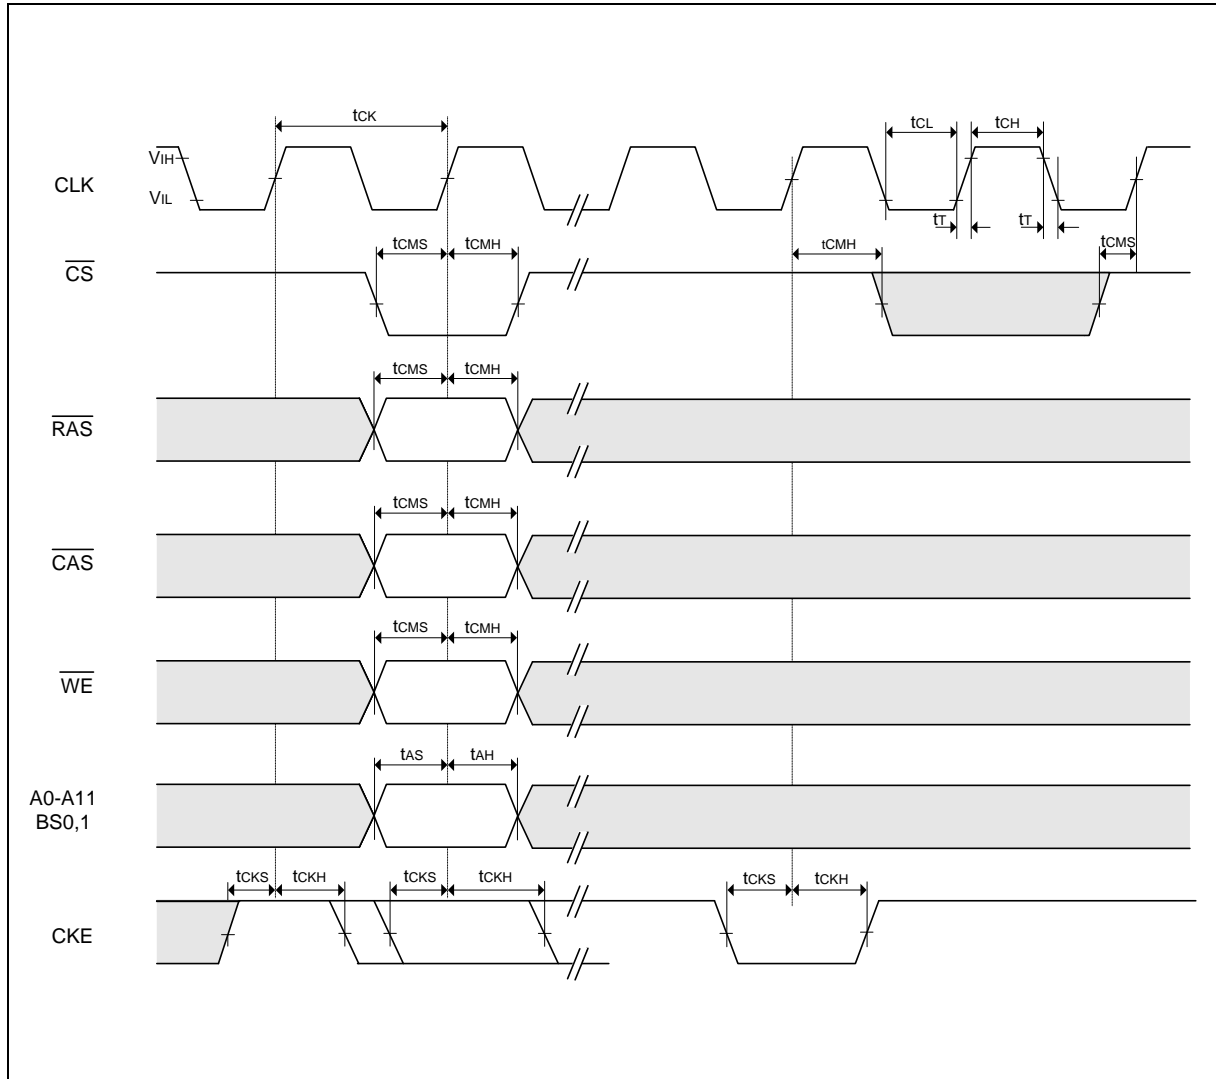 tCK
tCL
tCH
VIH
CLK
VIL
tT
tT
tCMS
tCMH
tCMH
tCMS
CS
tCMS
tCMH
RAS
tCMS
tCMH
CAS
tCMS
tCMH
WE
tAS
tAH
A0-A11
BS0,1
tCKS
tCKH
tCKS
tCKH
tCKS
tCKH
CKE